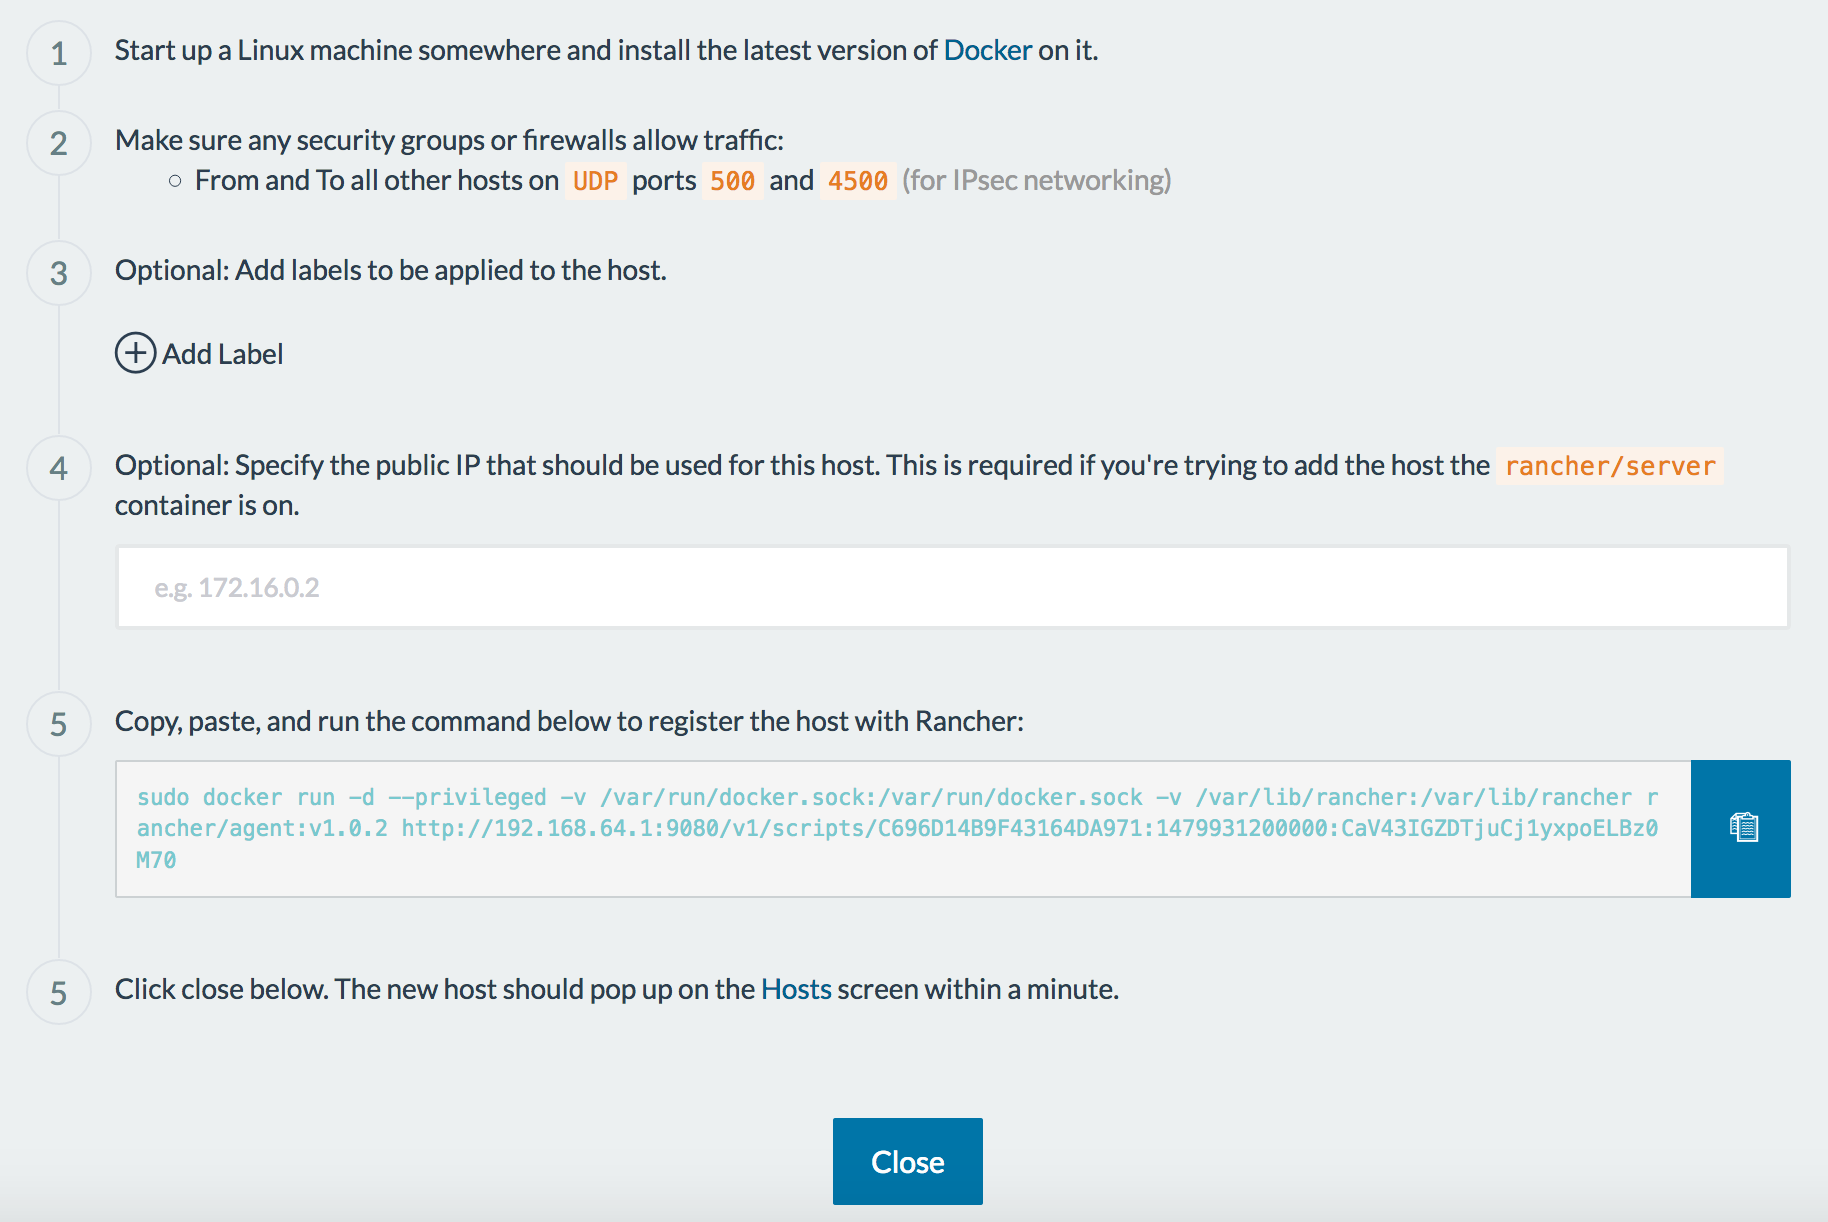 1
Start up a Linux machine somewhere and install the latest version of Docker on it.
2
Make sure any security groups or firewalls allow traffic:
From and To all other hosts on UDP ports 500 and 4500 (for IPsec networking)
3
Optional: Add labels to be applied to the host.
Add Label
4
Optional: Specify the public IP that should be used for this host. This is required if you're trying to add the host the rancher/server
container is on.
e.g. 172.16.0.2
5
Copy, paste, and run the command below to register the host with Rancher:
sudo docker run -d --privileged -v /var/run/docker.sock:/var/run/docker.sock -v /var/lib/rancher:/var/lib/rancher r
ancher/agent:v1.0.2 http://192.168.64.1:9080/v1/scripts/C696D14B9F43164DA971:1479931200000:CaV43IGZDTjuCj1yxpoELBz0
M70
5
Click close below. The new host should pop up on the Hosts screen within a minute.
Close